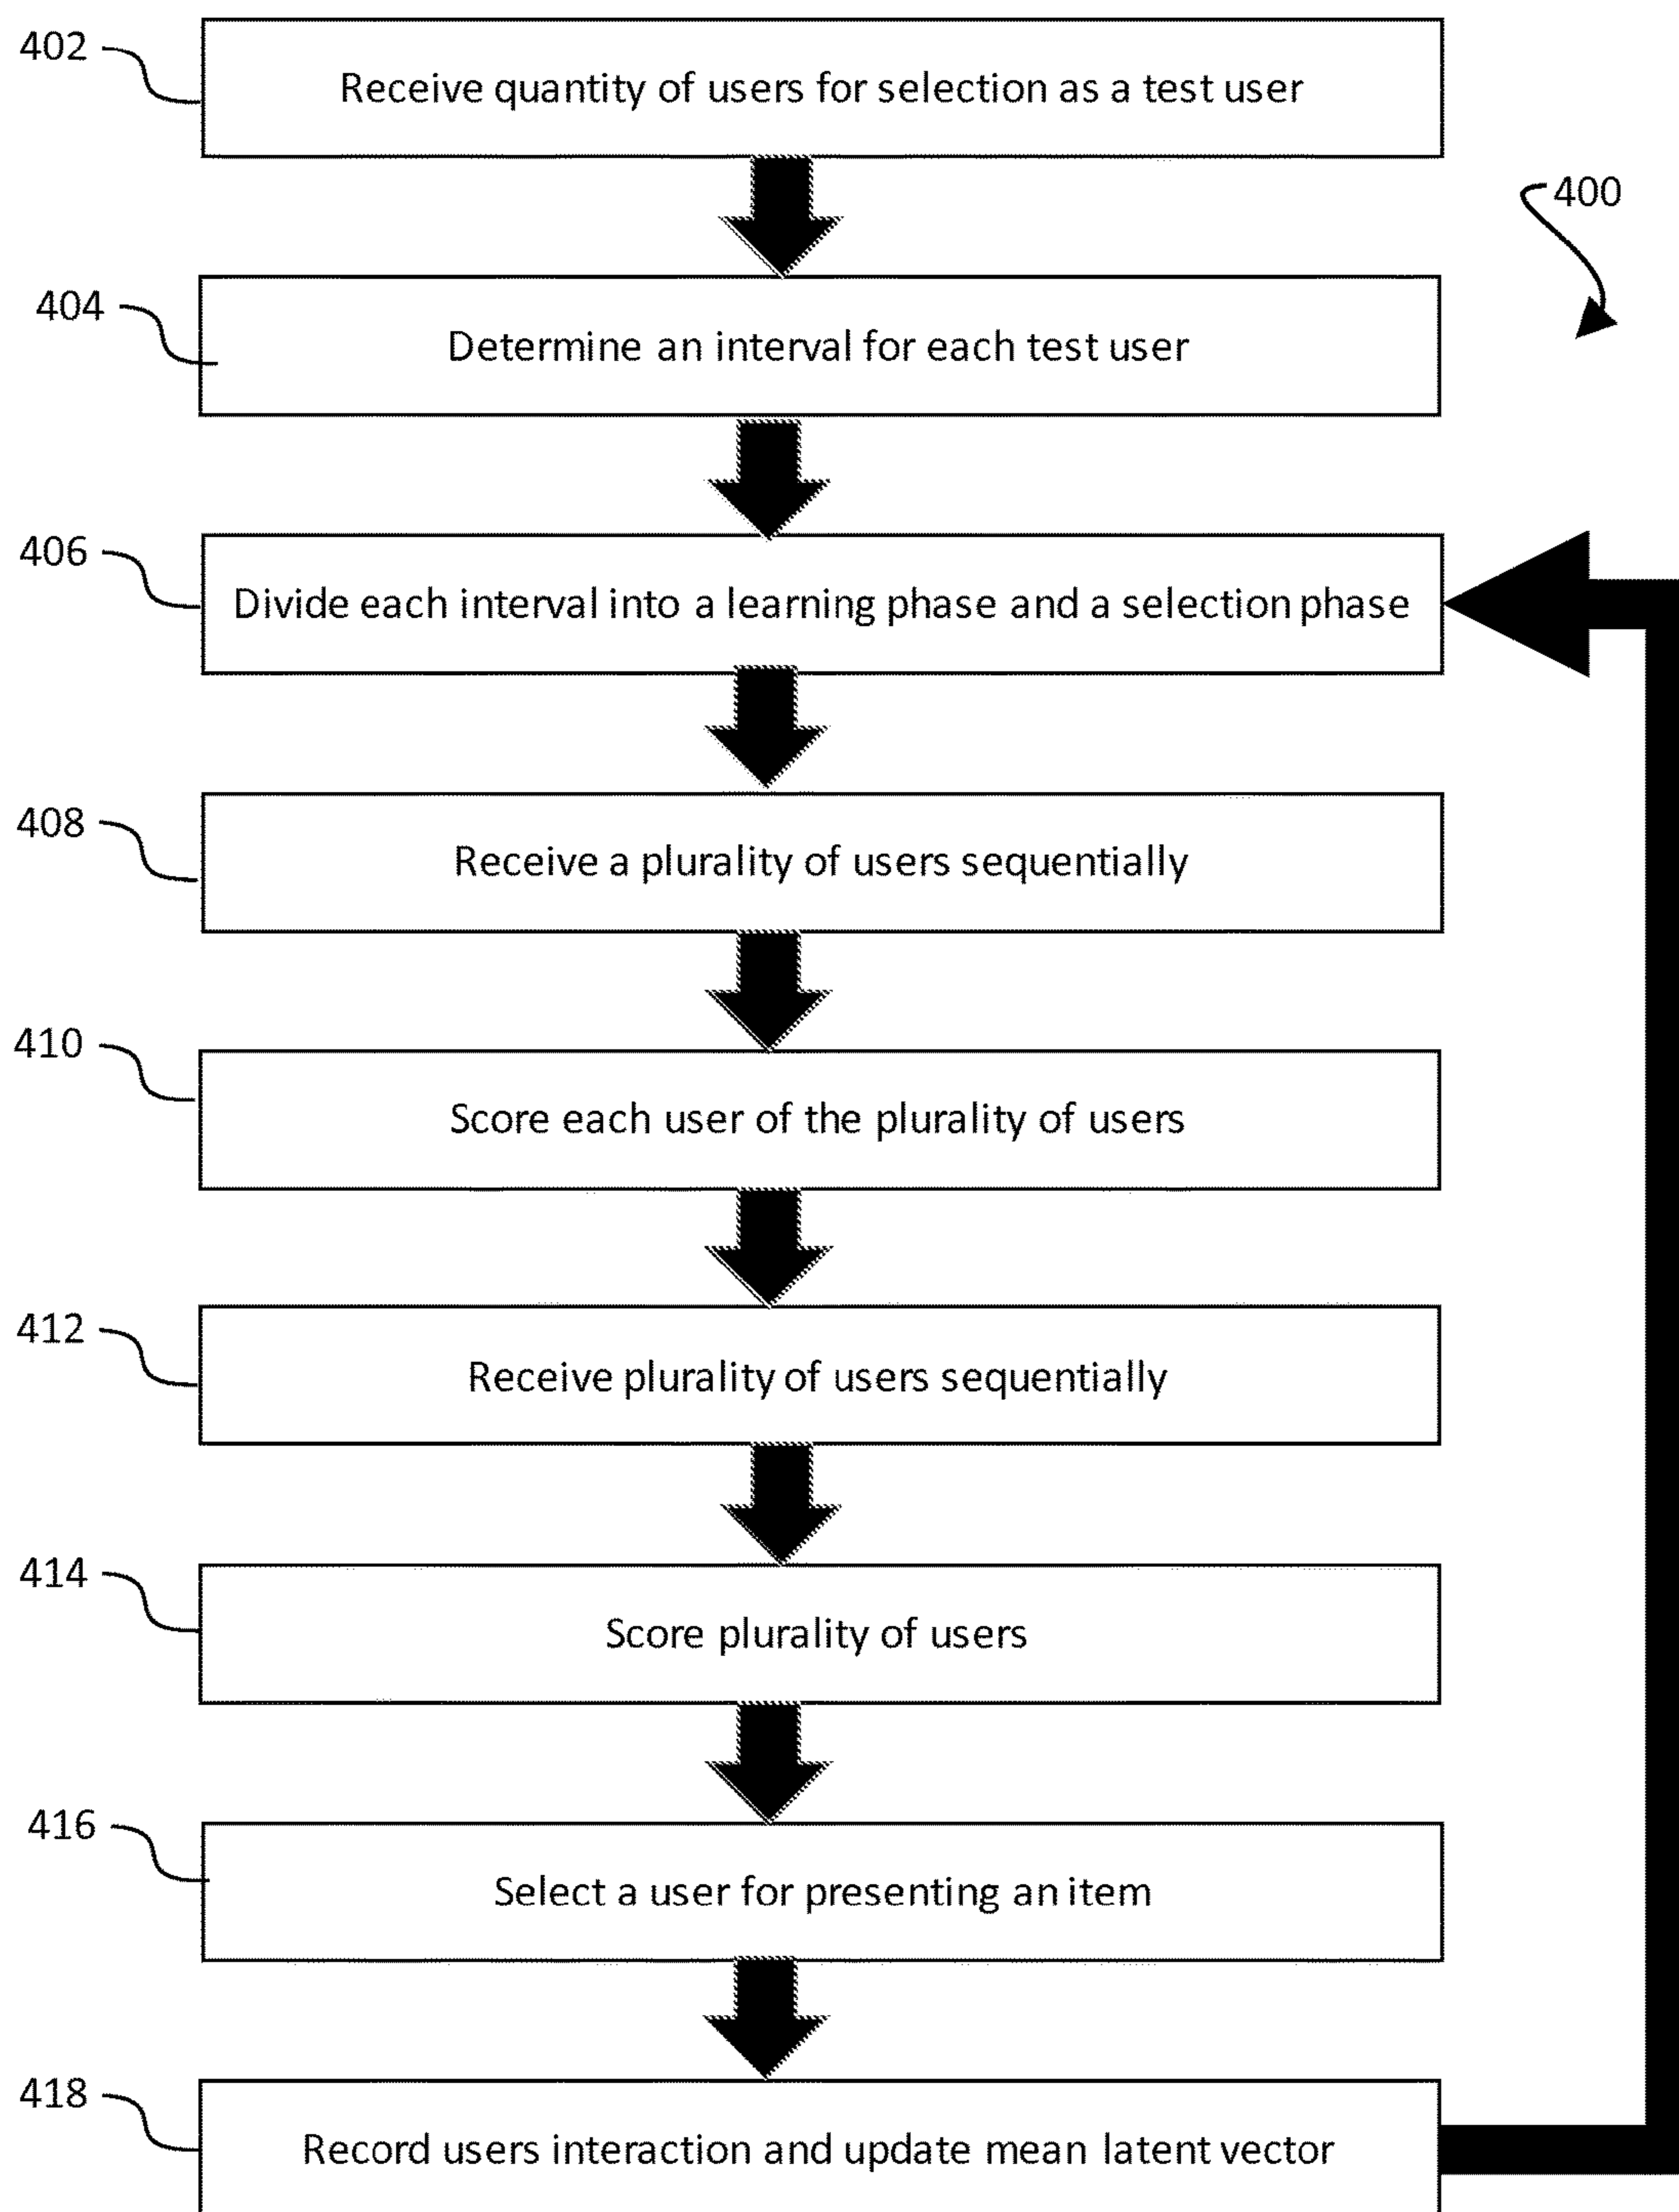 402
Receive quantity of users for selection as a test user
400
404
Determine an interval for each test user
406
Divide each interval into a learning phase and a selection phase
408
Receive a plurality of users sequentially
410
Score each user of the plurality of users
412
Receive plurality of users sequentially
414
Score plurality of users
416
Select a user for presenting an item
418
Record users interaction and update mean latent vector